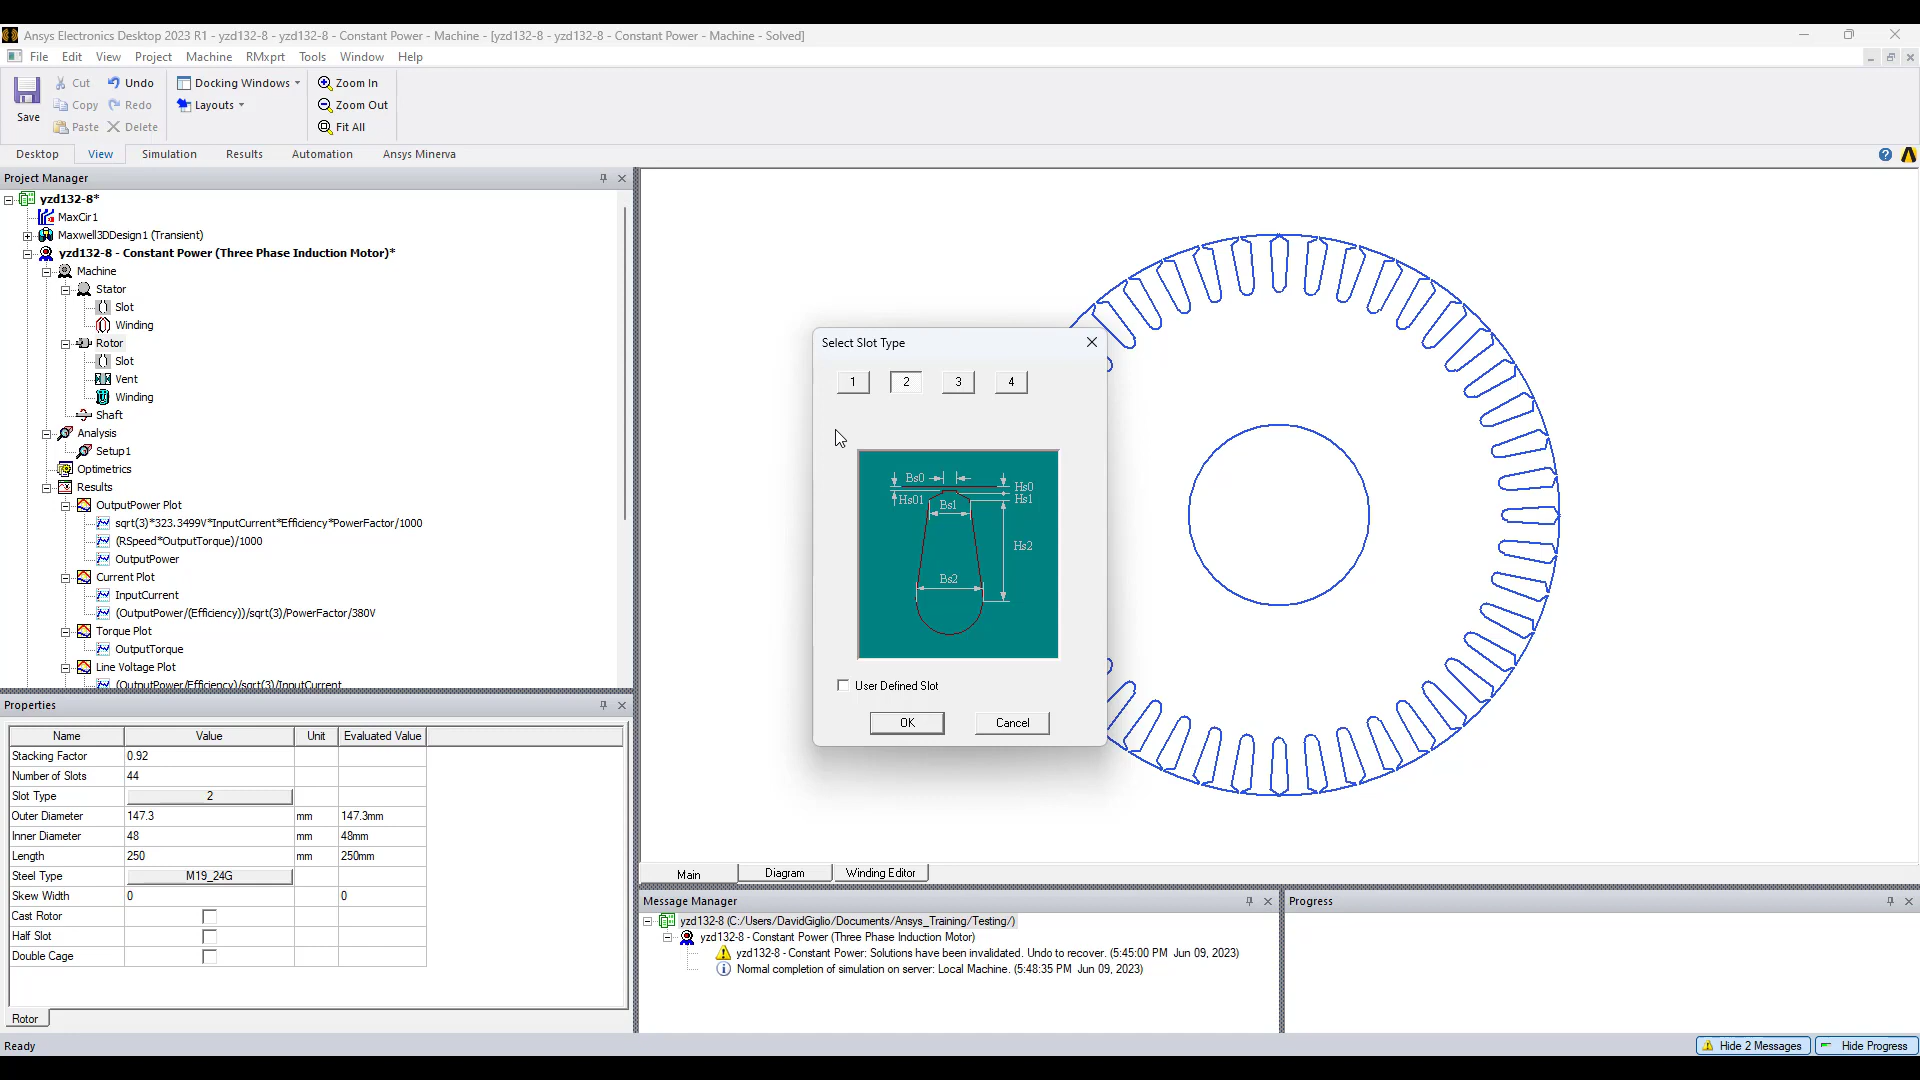 Ansys Electronics Desktop 2023 R1 - yzd132-8 - yzd132-8 - Constant Power - Machine - [yzd132-8 - yzd132-8 - Constant Power - Machine - Solved]
File Edit View Project Machine RMxprt Tools Window Help
Save
Cut Undo
Copy Redo
Paste Delete
Docking Windows
Layouts
Zoom In
Zoom Out
Fit All
Desktop View Simulation Results Automation Ansys Minerva
Project Manager
yzd132-8*
MaxCir1
Maxwell3DDesign1 (Transient)
yzd132-8 - Constant Power (Three Phase Induction Motor)*
Machine
Stator
Slot
Winding
Rotor
Slot
Vent
Winding
Shaft
Analysis
Setup1
Optimetrics
Results
OutputPower Plot
sqrt(3)*323.3499V*InputCurrent*Efficiency*PowerFactor/1000
(RSpeed*OutputTorque)/1000
OutputPower
Current Plot
InputCurrent
(OutputPower/(Efficiency))/sqrt(3)/PowerFactor/380V
Torque Plot
OutputTorque
Line Voltage Plot
(OutputPower/Efficiency)/sqrt(3)/InputCurrent
Properties
Name Value Unit Evaluated Value
Stacking Factor 0.92
Number of Slots 44
Slot Type 2
Outer Diameter 147.3 mm 147.3mm
Inner Diameter 48 mm 48mm
Length 250 mm 250mm
Steel Type M19_24G
Skew Width 0 0
Cast Rotor
Half Slot
Double Cage
Rotor
Select Slot Type
1 2 3 4
Bs0 Hs0
Hs01 Hs1
Bs1
Hs2
Bs2
User Defined Slot
OK Cancel
Main Diagram Winding Editor
Message Manager
yzd132-8 (C:/Users/DavidGiglio/Documents/Ansys_Training/Testing/)
yzd132-8 - Constant Power (Three Phase Induction Motor)
yzd132-8 - Constant Power: Solutions have been invalidated. Undo to recover. (5:45:00 PM Jun 09, 2023)
Normal completion of simulation on server: Local Machine. (5:48:35 PM Jun 09, 2023)
Progress
Ready
Hide 2 Messages Hide Progress